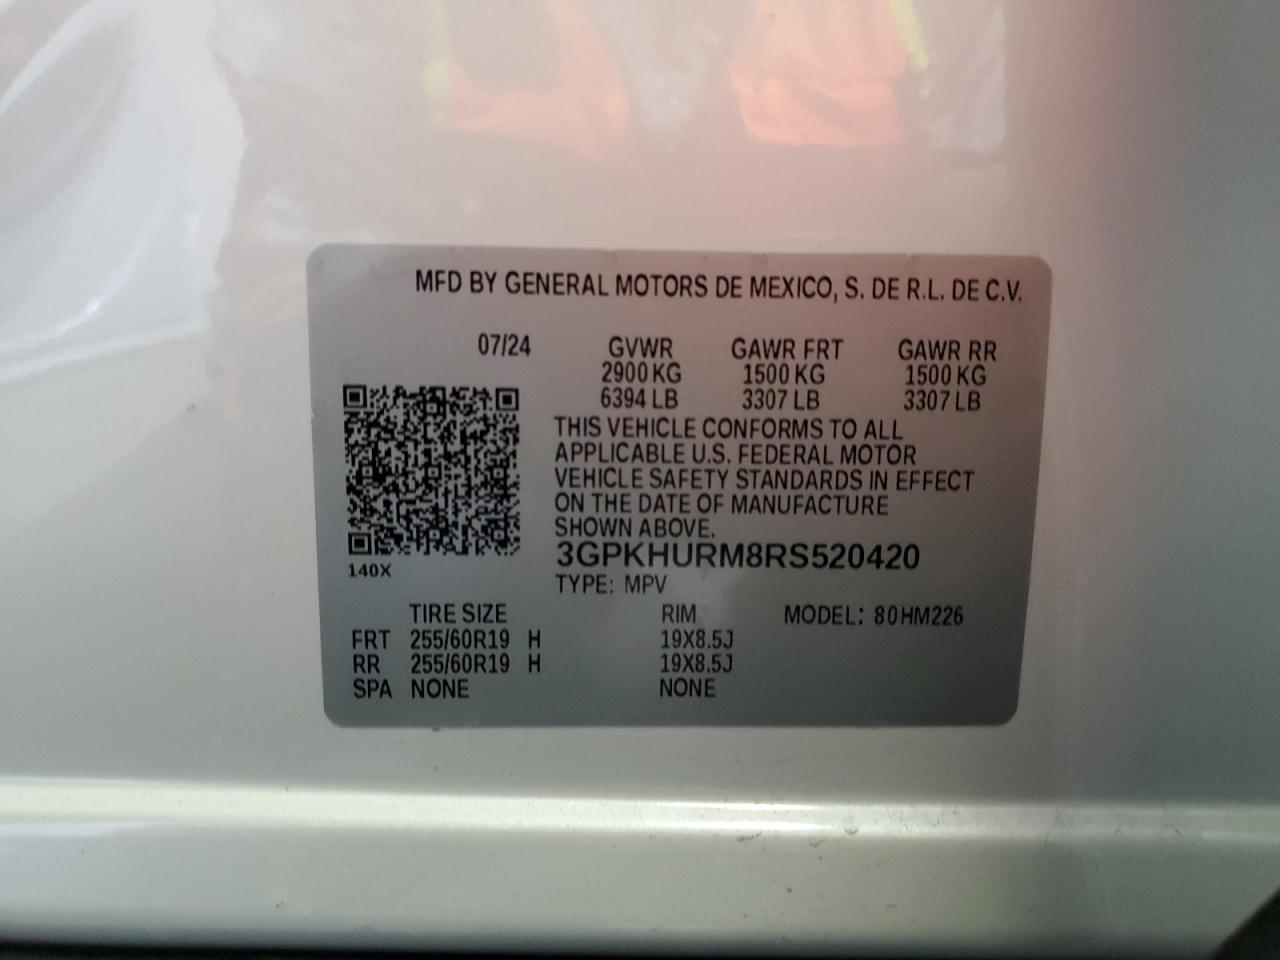 MFD BY GENERAL MOTORS DE MEXICO, S. DE R.L. DE C.V.
07/24 GVWR GAWR FRT GAWR RR
2900 KG 1500 KG 1500 KG
6394 LB 3307 LB 3307 LB
THIS VEHICLE CONFORMS TO ALL
APPLICABLE U.S. FEDERAL MOTOR
VEHICLE SAFETY STANDARDS IN EFFECT
ON THE DATE OF MANUFACTURE
SHOWN ABOVE.
3GPKHURM8RS520420
140X
TYPE: MPV
TIRE SIZE RIM MODEL: 80HM226
FRT 255/60R19 H 19X8.5J
RR 255/60R19 H 19X8.5J
SPA NONE NONE